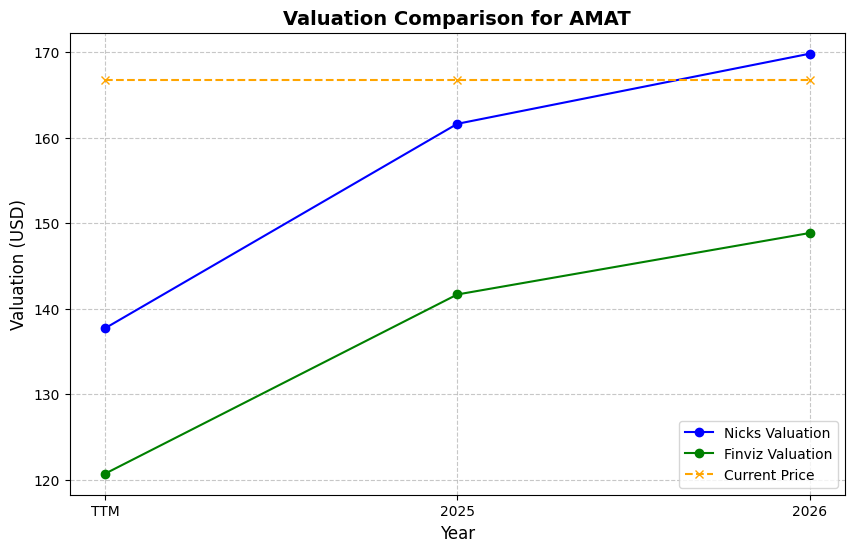 Valuation Comparison for AMAT
Valuation (USD)
170
160
150
140
130
120
TTM
2025
2026
Year
Nicks Valuation
Finviz Valuation
Current Price